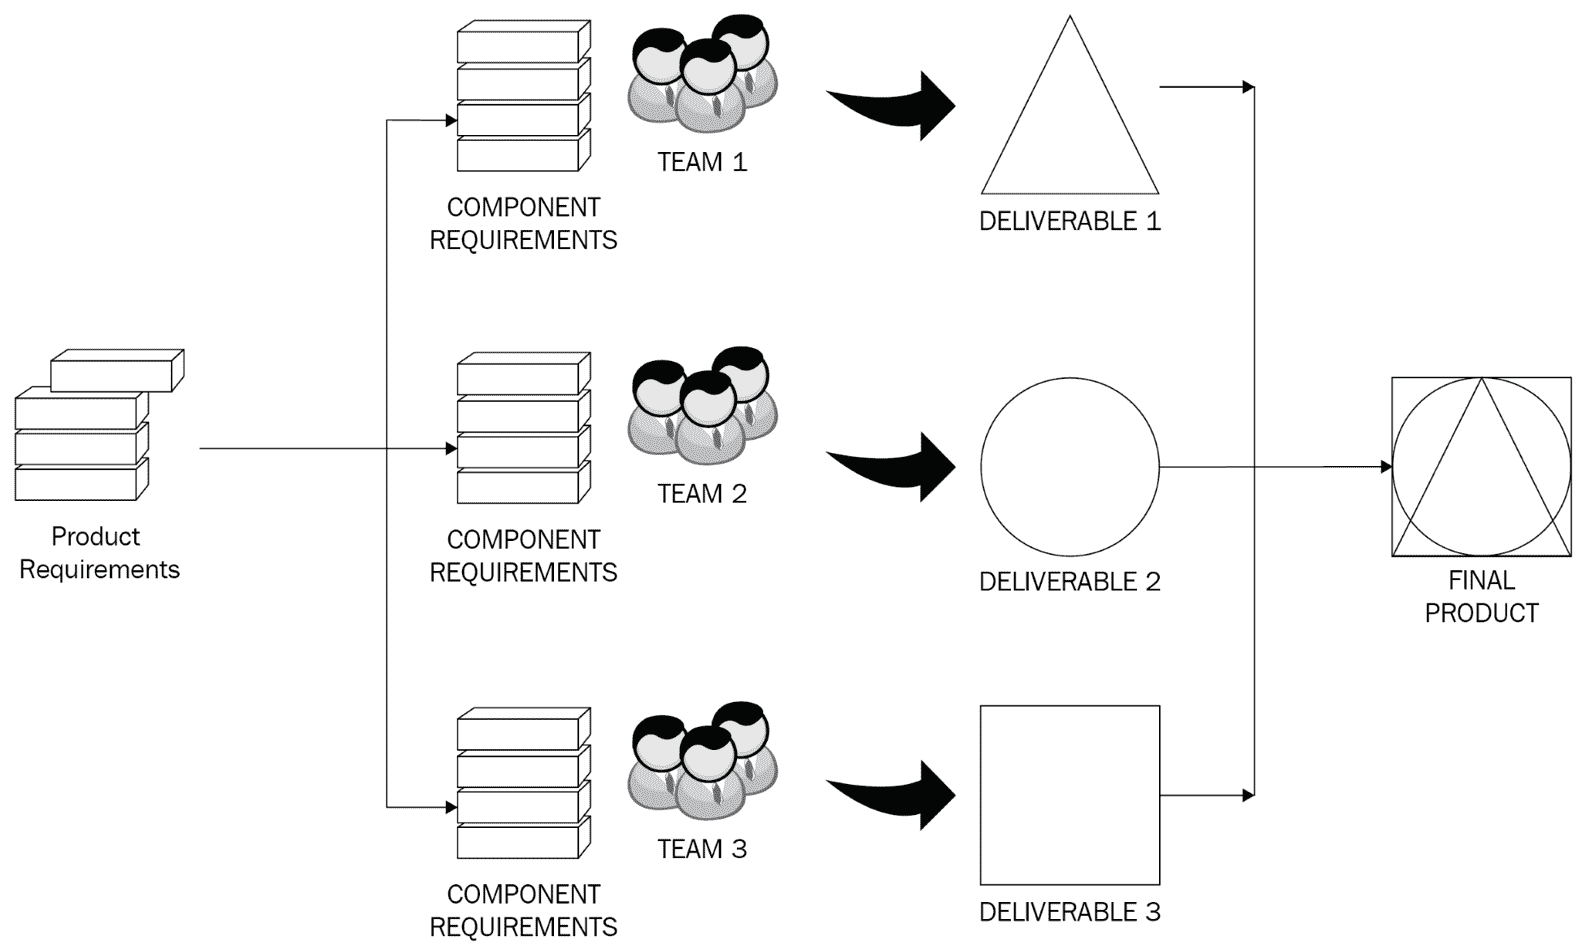 TEAM 1
COMPONENT
REQUIREMENTS
DELIVERABLE 1
Product
Requirements
TEAM 2
COMPONENT
REQUIREMENTS
DELIVERABLE 2
FINAL
PRODUCT
TEAM 3
COMPONENT
REQUIREMENTS
DELIVERABLE 3